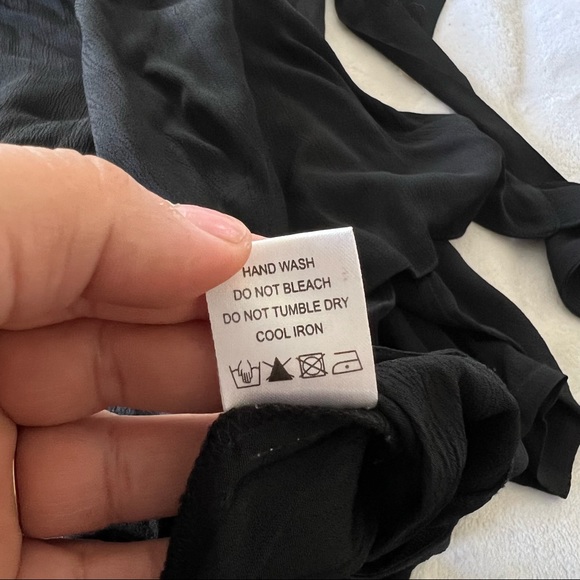 HAND WASH
DO NOT BLEACH
DO NOT TUMBLE DRY
COOL IRON